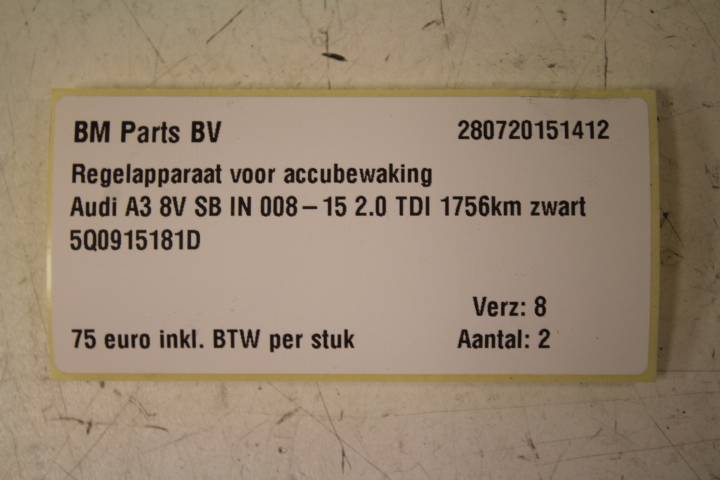 BM Parts BV 280720151412
Regelapparaat voor accubewaking
Audi A3 8V SB IN 008-15 2.0 TDI 1756km zwart
5Q0915181D
Verz: 8
75 euro inkl. BTW per stuk Aantal: 2